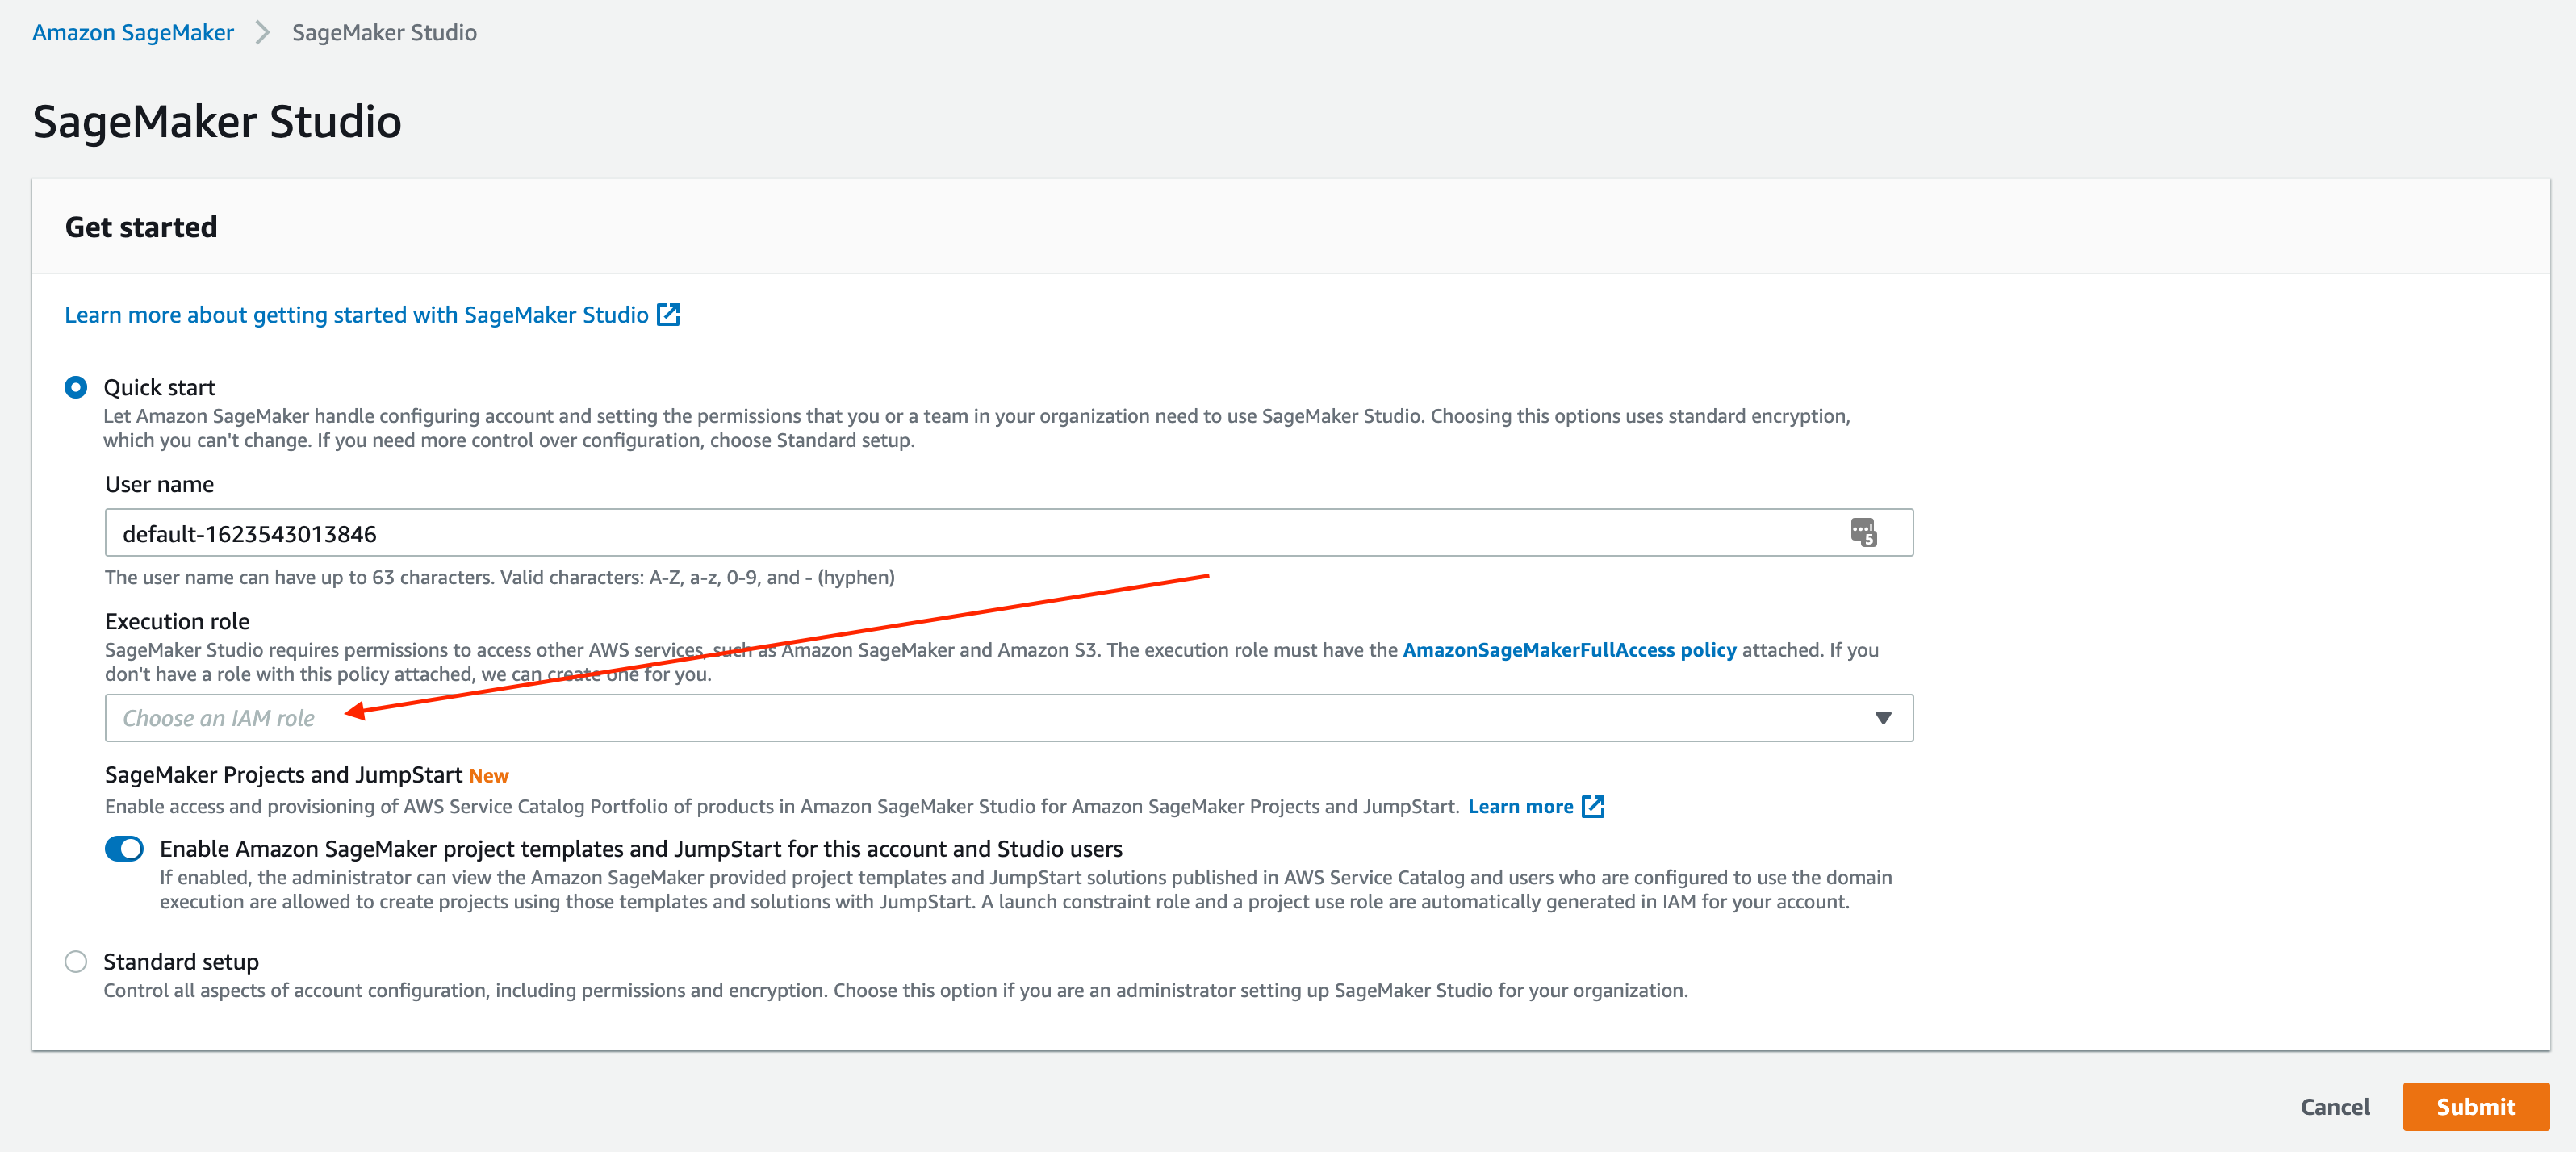 Amazon SageMaker > SageMaker Studio
SageMaker Studio
Get started
Learn more about getting started with SageMaker Studio
Quick start
Let Amazon SageMaker handle configuring account and setting the permissions that you or a team in your organization need to use SageMaker Studio. Choosing this options uses standard encryption,
which you can't change. If you need more control over configuration, choose Standard setup.
User name
default-1623543013846
5
The user name can have up to 63 characters. Valid characters: A-Z, a-z, 0-9, and - (hyphen)
Execution role
SageMaker Studio requires permissions to access other AWS services, such as Amazon SageMaker and Amazon S3. The execution role must have the AmazonSageMakerFullAccess policy attached. If you
don't have a role with this policy attached, we can create one for you.
Choose an IAM role
SageMaker Projects and JumpStart New
Enable access and provisioning of AWS Service Catalog Portfolio of products in Amazon SageMaker Studio for Amazon SageMaker Projects and JumpStart. Learn more
Enable Amazon SageMaker project templates and JumpStart for this account and Studio users
If enabled, the administrator can view the Amazon SageMaker provided project templates and JumpStart solutions published in AWS Service Catalog and users who are configured to use the domain
execution are allowed to create projects using those templates and solutions with JumpStart. A launch constraint role and a project use role are automatically generated in IAM for your account.
Standard setup
Control all aspects of account configuration, including permissions and encryption. Choose this option if you are an administrator setting up SageMaker Studio for your organization.
Cancel
Submit